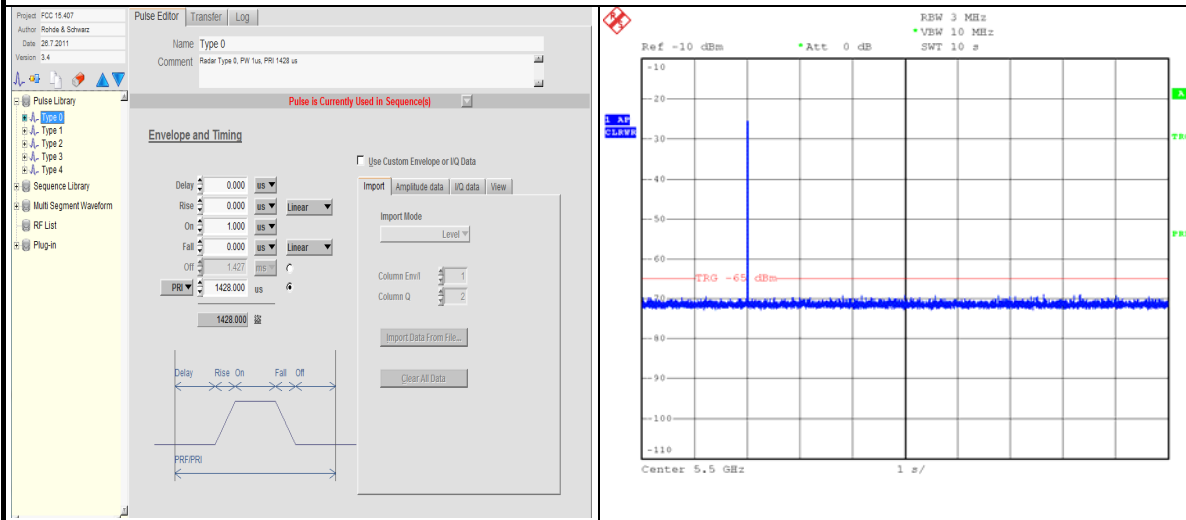 Project FCC 15.407
Author Rohde & Schwarz
Date 26.7.2011
Version 3.4
Pulse Library
Type 0
Type 1
Type 2
Type 3
Type 4
Sequence Library
Multi Segment Waveform
RF List
Plug-in
Pulse Editor Transfer Log
Name Type 0
Comment Radar Type 0, PW 1us, PRI 1428 us
Pulse is Currently Used in Sequence(s)
Envelope and Timing
Use Custom Envelope or I/Q Data
Delay 0.000 us
Rise 0.000 us Linear
On 1.000 us
Fall 0.000 us Linear
Off 1.427 ms
PRI 1428.000 us
1428.000
Import Amplitude data I/Q data View
Import Mode
Level
Column Env/I 1
Column Q 2
Import Data From File...
Clear All Data
Delay Rise On Fall Off
PRF/PRI
R S
RBW 3 MHz
*VBW 10 MHz
Ref -10 dBm *Att 0 dB SWT 10 s
-10
-20
A
1 AP
CLRWR
-30
-40
-50
-60
TRG -65 dBm
-70
-80
-90
-100
-110
Center 5.5 GHz 1 s/